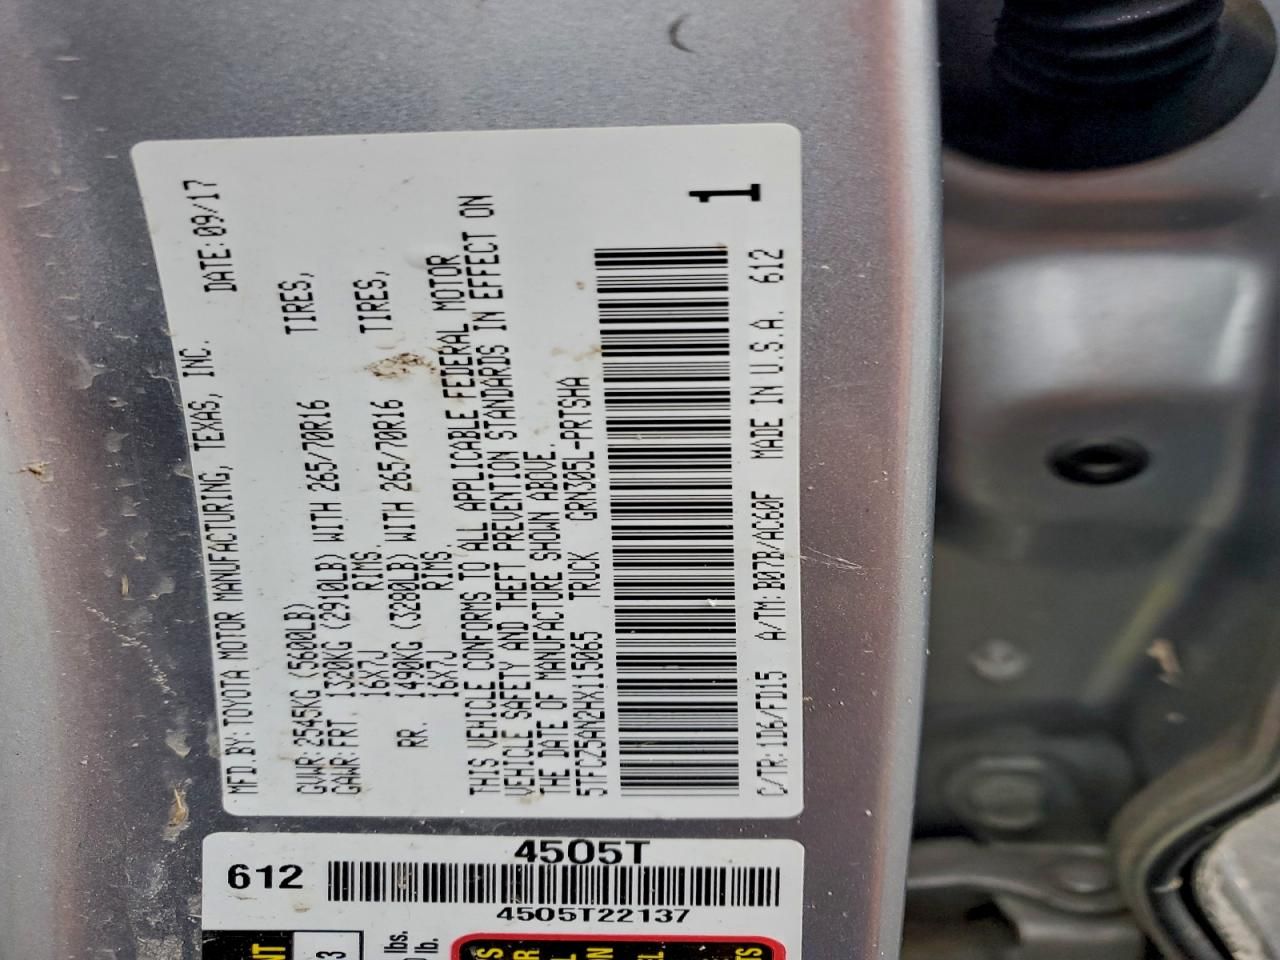 MFD.BY:TOYOTA MOTOR MANUFACTURING, TEXAS, INC. DATE:09/17
GVWR:2545KG (5600LB)
GAWR:FRT. 1320KG (2910LB) WITH 265/70R16 TIRES,
16X7J RIMS.
RR. 1490KG (3280LB) WITH 265/70R16 TIRES,
16X7J RIMS.
THIS VEHICLE CONFORMS TO ALL APPLICABLE FEDERAL MOTOR
VEHICLE SAFETY AND THEFT PREVENTION STANDARDS IN EFFECT ON
THE DATE OF MANUFACTURE SHOWN ABOVE.
5TFCZ5AN2HX115065 TRUCK GRN305L-PRTSHA
1
C/TR:1D6/FD15 A/TM:B07B/AC60F MADE IN U.S.A. 612
4505T
612
4505T22137
lbs.
lb.